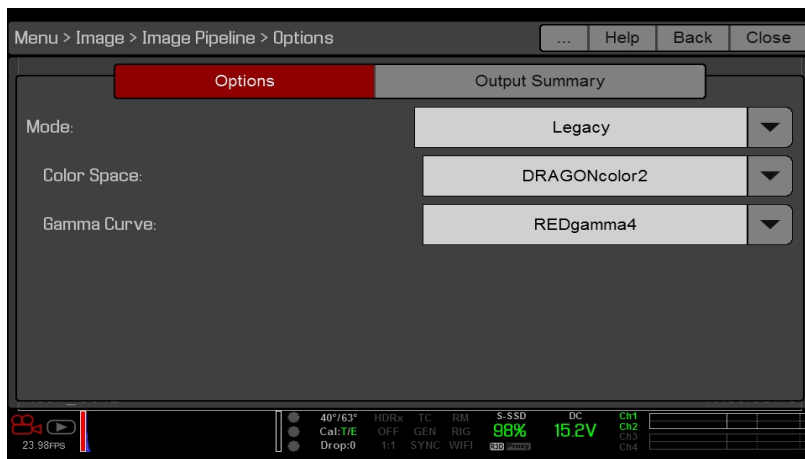 Menu > Image > Image Pipeline > Options
... Help Back Close
Options Output Summary
Mode: Legacy
Color Space: DRAGONcolor2
Gamma Curve: REDgamma4
40°/63° HDRx TC RM S-SSD DC Ch1
Cal:T/E OFF GEN RIG 98% 15.2V Ch2
Drop:0 1:1 SYNC WIFI R3D Proxy Ch3
23.98FPS Ch4